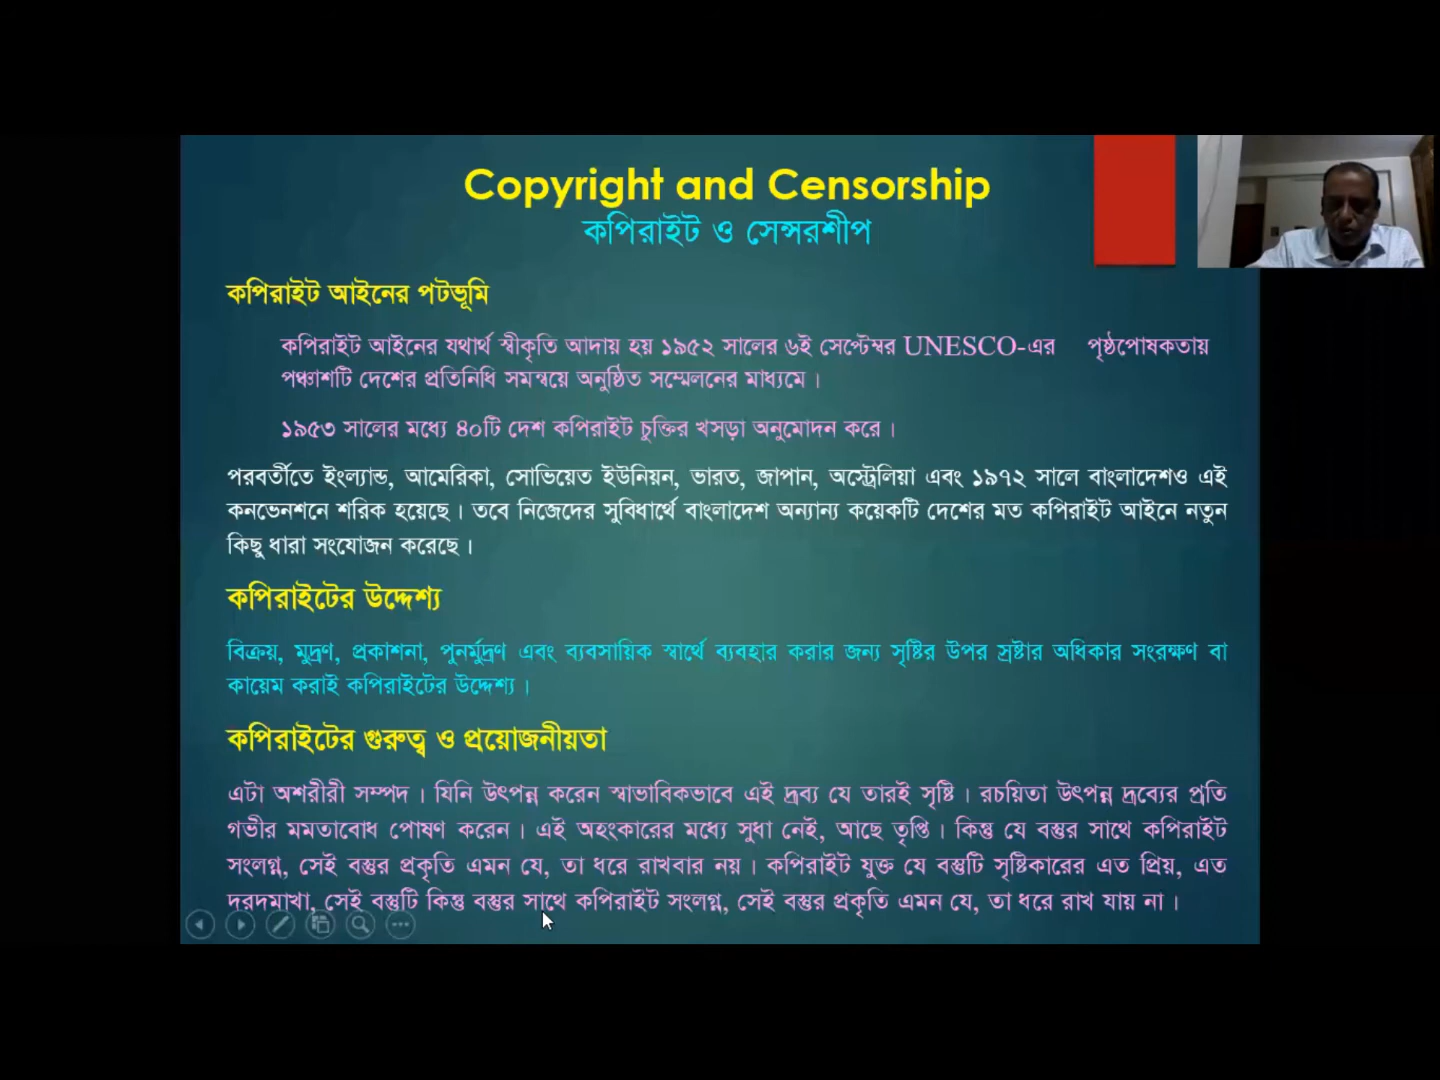 Copyright and Censorship
কপিরাইট ও সেন্সরশীপ
কপিরাইট আইনের পটভূমি
কপিরাইট আইনের যথার্থ স্বীকৃতি আদায় হয় ১৯৫২ সালের ৬ই সেপ্টেম্বর UNESCO-এর পৃষ্ঠপোষকতায়
পঞ্চাশটি দেশের প্রতিনিধি সমন্বয়ে অনুষ্ঠিত সম্মেলনের মাধ্যমে।
১৯৫৩ সালের মধ্যে ৪০টি দেশ কপিরাইট চুক্তির খসড়া অনুমোদন করে।
পরবর্তীতে ইংল্যান্ড, আমেরিকা, সোভিয়েত ইউনিয়ন, ভারত, জাপান, অস্ট্রেলিয়া এবং ১৯৭২ সালে বাংলাদেশও এই
কনভেনশনে শরিক হয়েছে। তবে নিজেদের সুবিধার্থে বাংলাদেশ অন্যান্য কয়েকটি দেশের মত কপিরাইট আইনে নতুন
কিছু ধারা সংযোজন করেছে।
কপিরাইটের উদ্দেশ্য
বিক্রয়, মুদ্রণ, প্রকাশনা, পুনর্মুদ্রণ এবং ব্যবসায়িক স্বার্থে ব্যবহার করার জন্য সৃষ্টির উপর স্রষ্টার অধিকার সংরক্ষণ বা
কায়েম করাই কপিরাইটের উদ্দেশ্য।
কপিরাইটের গুরুত্ব ও প্রয়োজনীয়তা
এটা অশরীরী সম্পদ। যিনি উৎপন্ন করেন স্বাভাবিকভাবে এই দ্রব্য যে তারই সৃষ্টি। রচয়িতা উৎপন্ন দ্রব্যের প্রতি
গভীর মমতাবোধ পোষণ করেন। এই অহংকারের মধ্যে সুধা নেই, আছে তৃপ্তি। কিন্তু যে বস্তুর সাথে কপিরাইট
সংলগ্ন, সেই বস্তুর প্রকৃতি এমন যে, তা ধরে রাখবার নয়। কপিরাইট যুক্ত যে বস্তুটি সৃষ্টিকারের এত প্রিয়, এত
দরদমাখা, সেই বস্তুটি কিন্তু বস্তুর সাথে কপিরাইট সংলগ্ন, সেই বস্তুর প্রকৃতি এমন যে, তা ধরে রাখ যায় না।